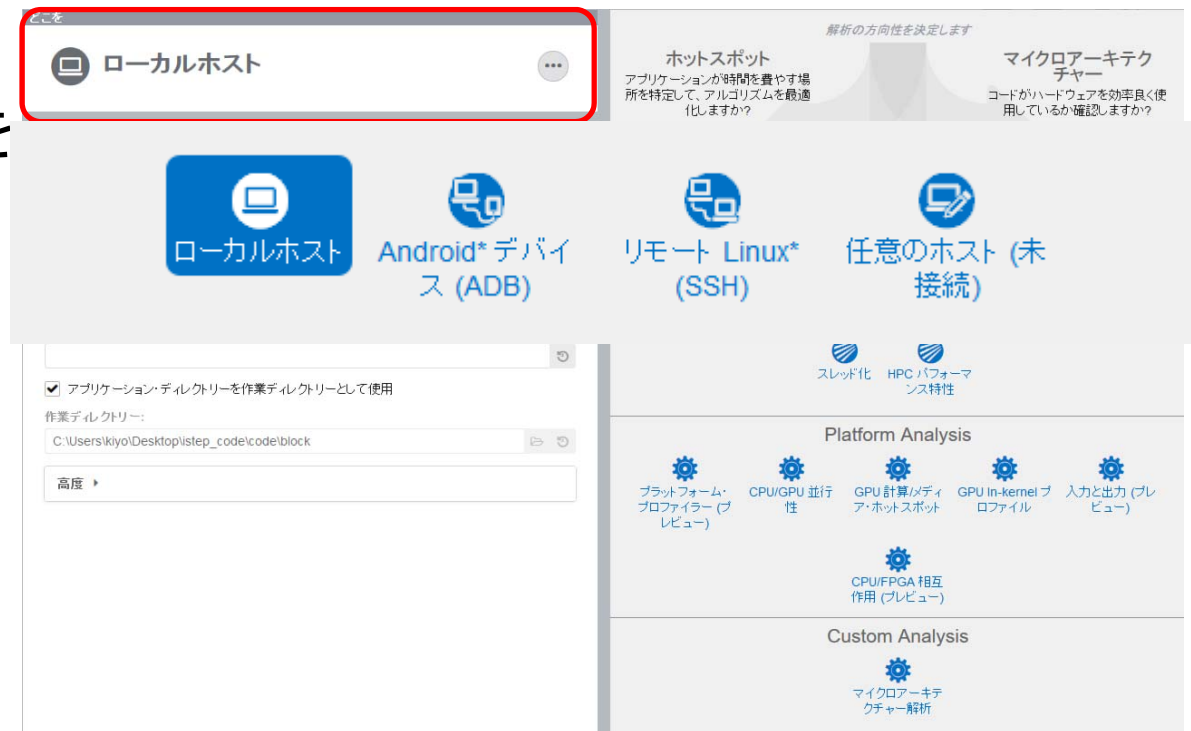 どこを
ローカルホスト
解析の方向性を決定します
ホットスポット
アプリケーションが時間を費やす場
所を特定して、アルゴリズムを最適
化しますか?
マイクロアーキテク
チャー
コードがハードウェアを効率良く使
用しているか確認しますか?
と
ローカルホスト
Android* デバイ
ス (ADB)
リモート Linux*
(SSH)
任意のホスト (未
接続)
スレッド化
HPC パフォーマ
ンス特性
アプリケーション・ディレクトリーを作業ディレクトリーとして使用
作業ディレクトリー:
C:\Users\kiyo\Desktop\istep_code\code\block
高度
Platform Analysis
プラットフォーム・
プロファイラー (プ
レビュー)
CPU/GPU 並行
性
GPU 計算/メディ
ア・ホットスポット
GPU In-kernel プ
ロファイル
入力と出力 (プレ
ビュー)
CPU/FPGA 相互
作用 (プレビュー)
Custom Analysis
マイクロアーキテ
クチャー解析